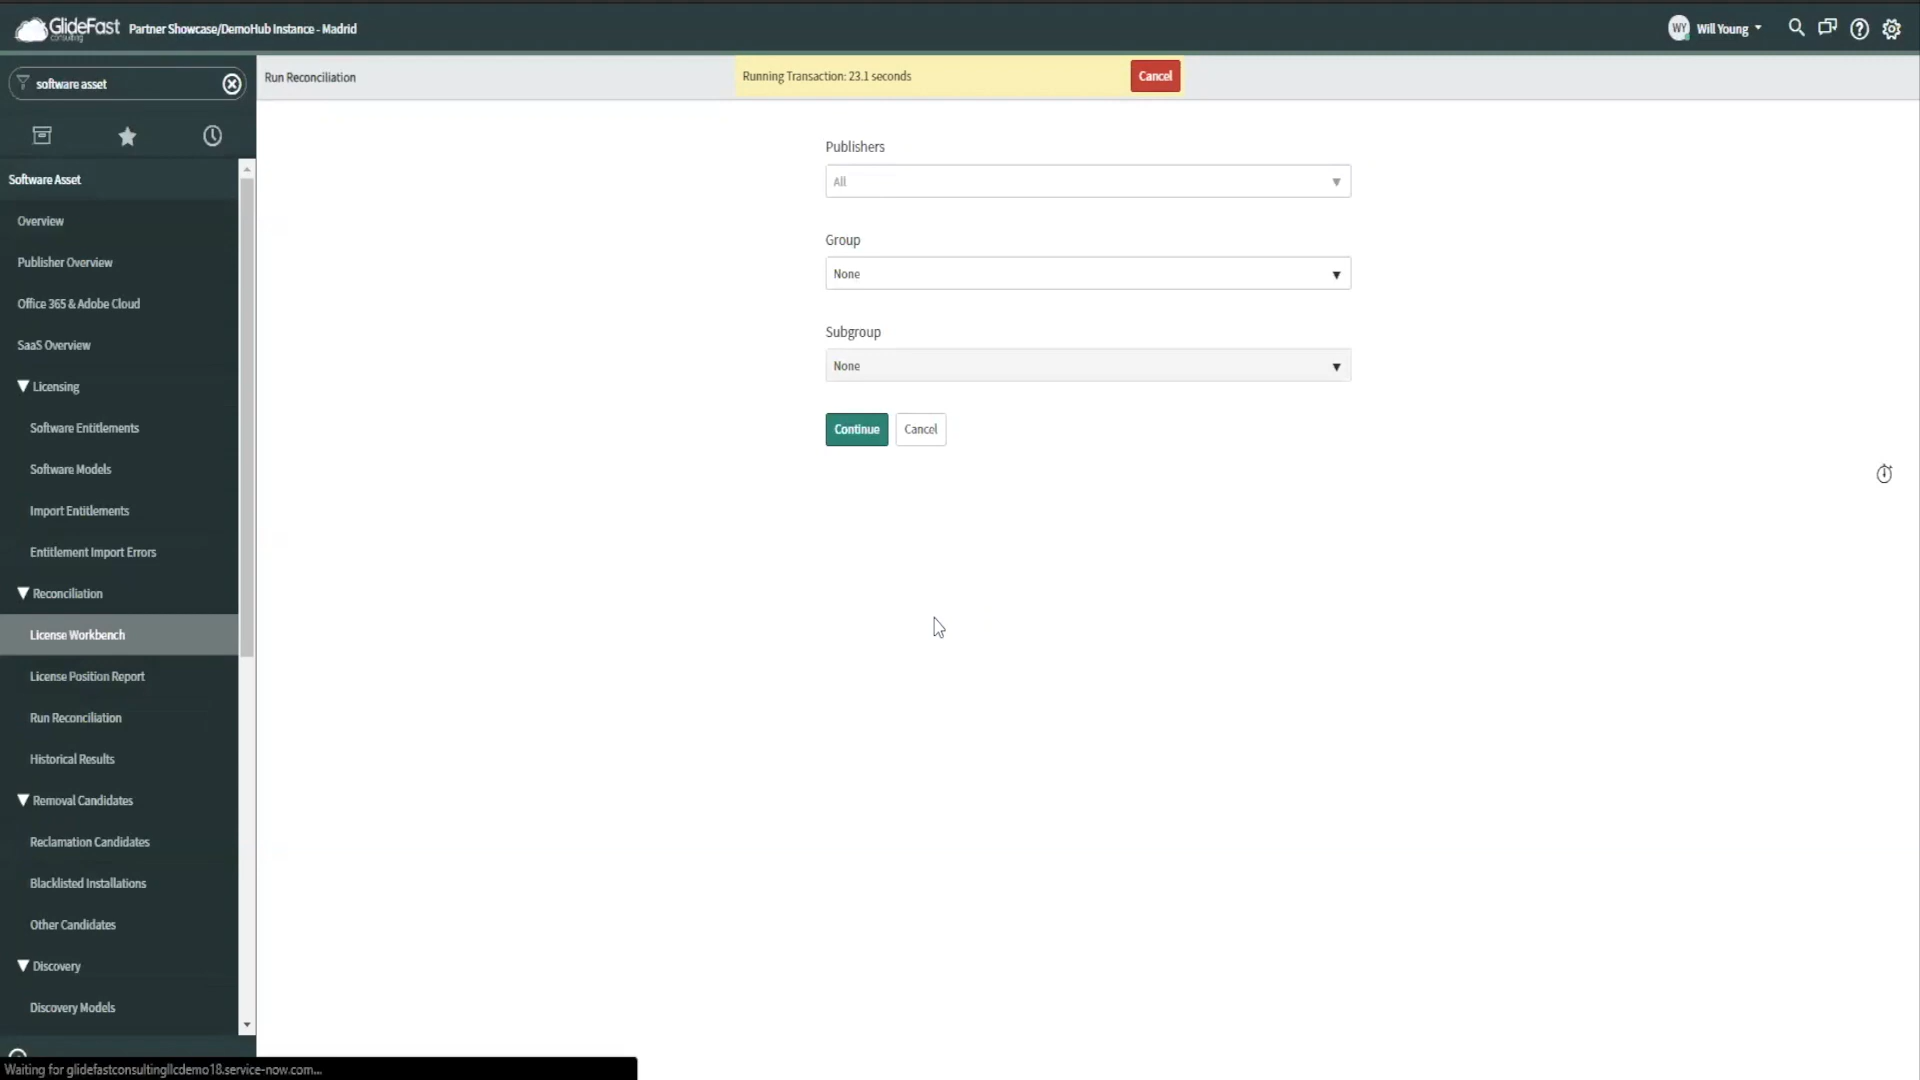 GlideFast
consulting
Partner Showcase/DemoHub Instance - Madrid
WY
Will Young
software asset
Run Reconciliation
Running Transaction: 23.1 seconds
Cancel
Software Asset
Overview
Publisher Overview
Office 365 & Adobe Cloud
SaaS Overview
Licensing
Software Entitlements
Software Models
Import Entitlements
Entitlement Import Errors
Reconciliation
License Workbench
License Position Report
Run Reconciliation
Historical Results
Removal Candidates
Reclamation Candidates
Blacklisted Installations
Other Candidates
Discovery
Discovery Models
Publishers
All
Group
None
Subgroup
None
Continue
Cancel
Waiting for glidefastconsultingllcdemo18.service-now.com...